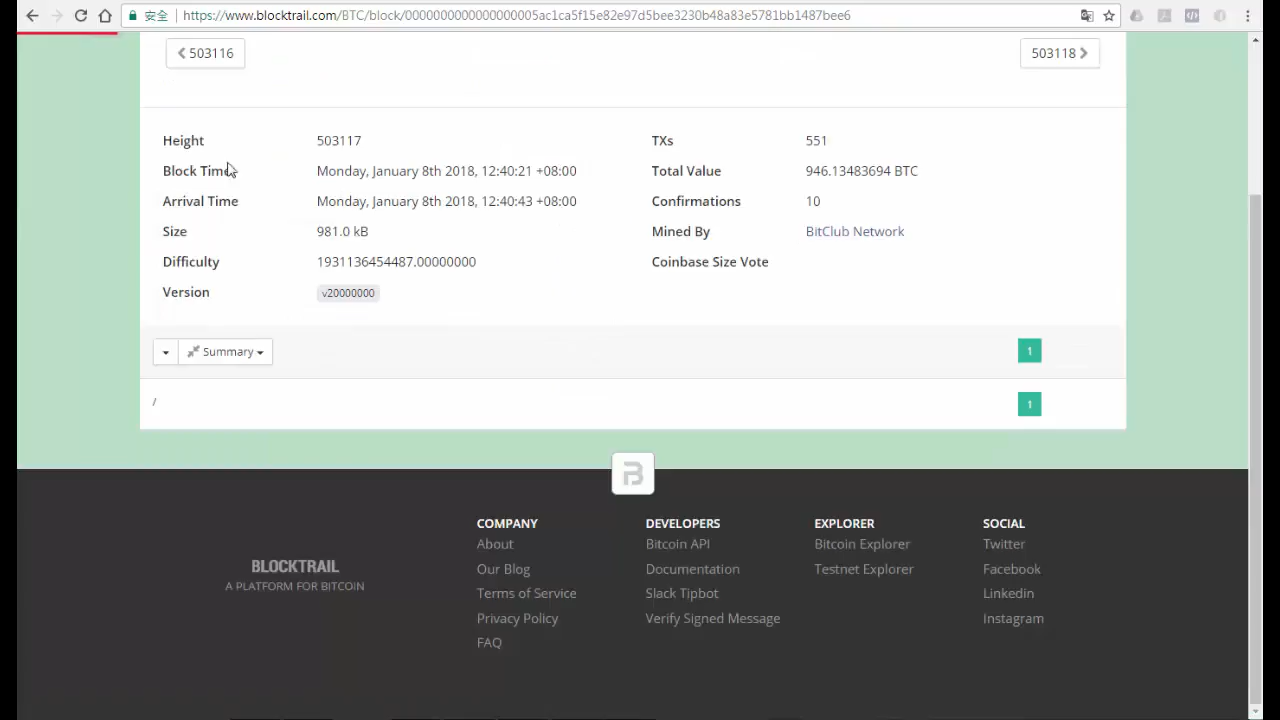 安全 https://www.blocktrail.com/BTC/block/0000000000000000005ac1ca5f15e82e97d5bee3230b48a83e5781bb1487bee6
503116
503118
Height 503117 TXs 551
Block Time Monday, January 8th 2018, 12:40:21 +08:00 Total Value 946.13483694 BTC
Arrival Time Monday, January 8th 2018, 12:40:43 +08:00 Confirmations 10
Size 981.0 kB Mined By BitClub Network
Difficulty 1931136454487.00000000 Coinbase Size Vote
Version v20000000
Summary 1
/ 1
B
COMPANY DEVELOPERS EXPLORER SOCIAL
About Bitcoin API Bitcoin Explorer Twitter
BLOCKTRAIL Our Blog Documentation Testnet Explorer Facebook
A PLATFORM FOR BITCOIN Terms of Service Slack Tipbot Linkedin
Privacy Policy Verify Signed Message Instagram
FAQ